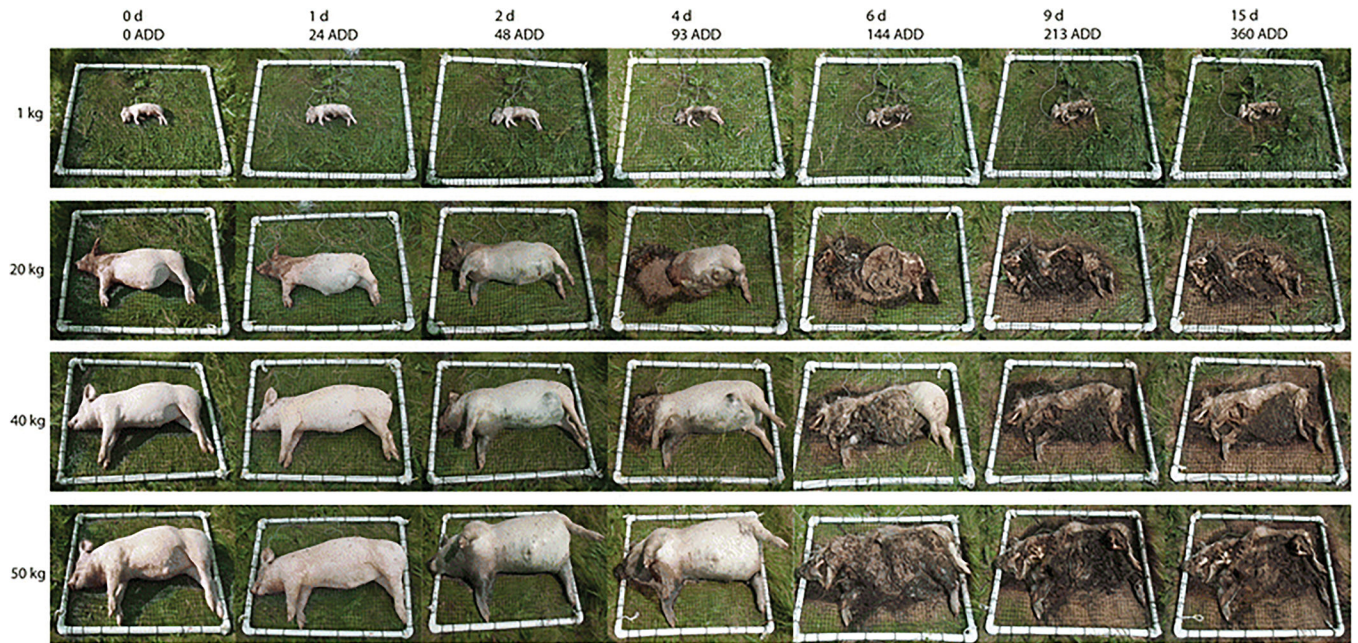 0 d 1 d 2 d 4 d 6 d 9 d 15 d
0 ADD 24 ADD 48 ADD 93 ADD 144 ADD 213 ADD 360 ADD
1 kg
20 kg
40 kg
50 kg